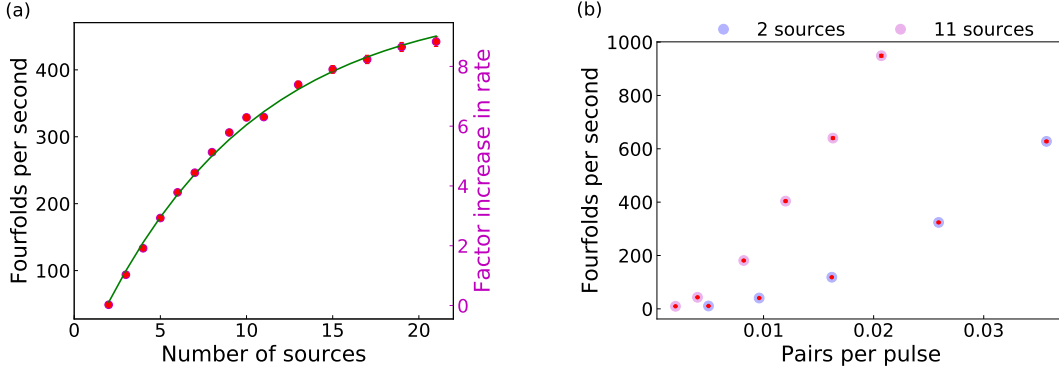 (a)
Fourfolds per second
400
300
200
100
0 5 10 15 20
Number of sources
8
6
4
2
0
Factor increase in rate
(b)
2 sources 11 sources
Fourfolds per second
1000
800
600
400
200
0
0.01 0.02 0.03
Pairs per pulse